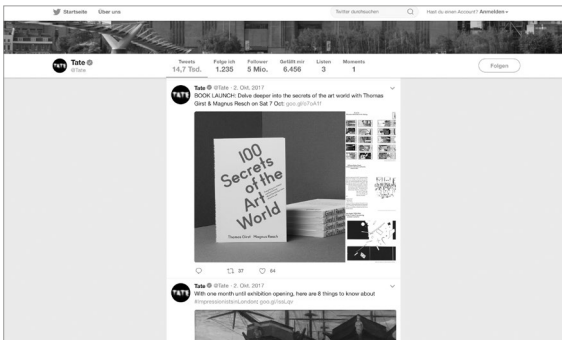 Startseite Über uns
Twitter durchsuchen
Hast du einen Account? Anmelden
TATE
Tate
@Tate
Tweets
14,7 Tsd.
Folge ich
1.235
Follower
5 Mio.
Gefällt mir
6.456
Listen
3
Moments
1
Folgen
TATE
Tate @Tate · 2. Okt. 2017
BOOK LAUNCH: Delve deeper into the secrets of the art world with Thomas
Girst & Magnus Resch on Sat 7 Oct:
100
Secrets
of the
Art
World
Thomas Girst Magnus Resch
37
64
TATE
Tate @Tate · 2. Okt. 2017
With one month until exhibition opening, here are 8 things to know about
#ImpressionistsLondon